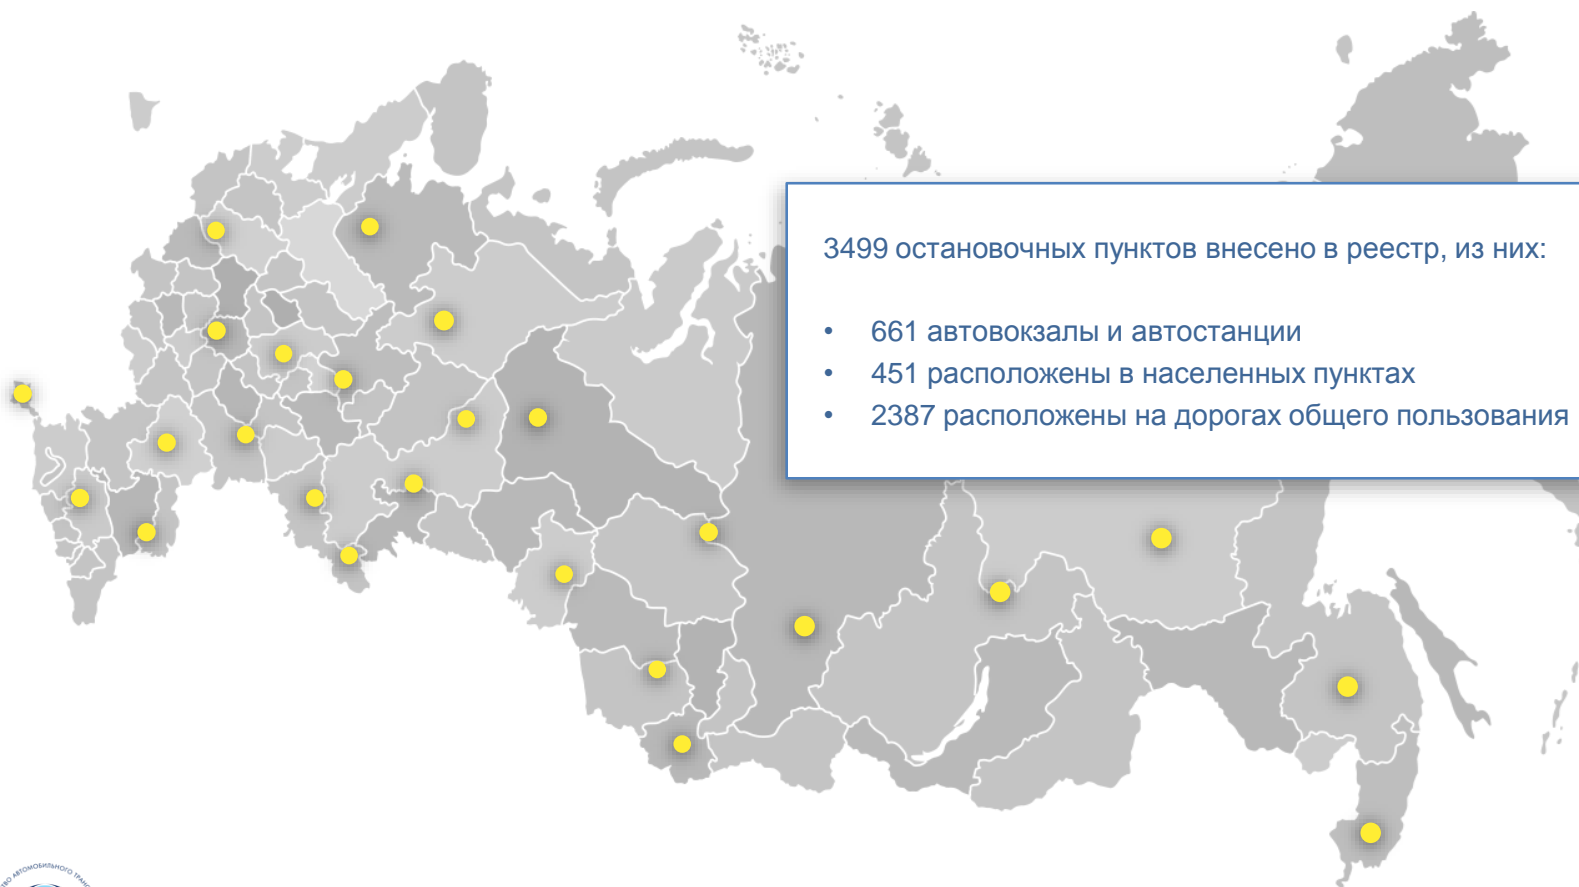 3499 остановочных пунктов внесено в реестр, из них:
• 661 автовокзалы и автостанции
• 451 расположены в населенных пунктах
• 2387 расположены на дорогах общего пользования
АВТОМОБИЛЬНОГО